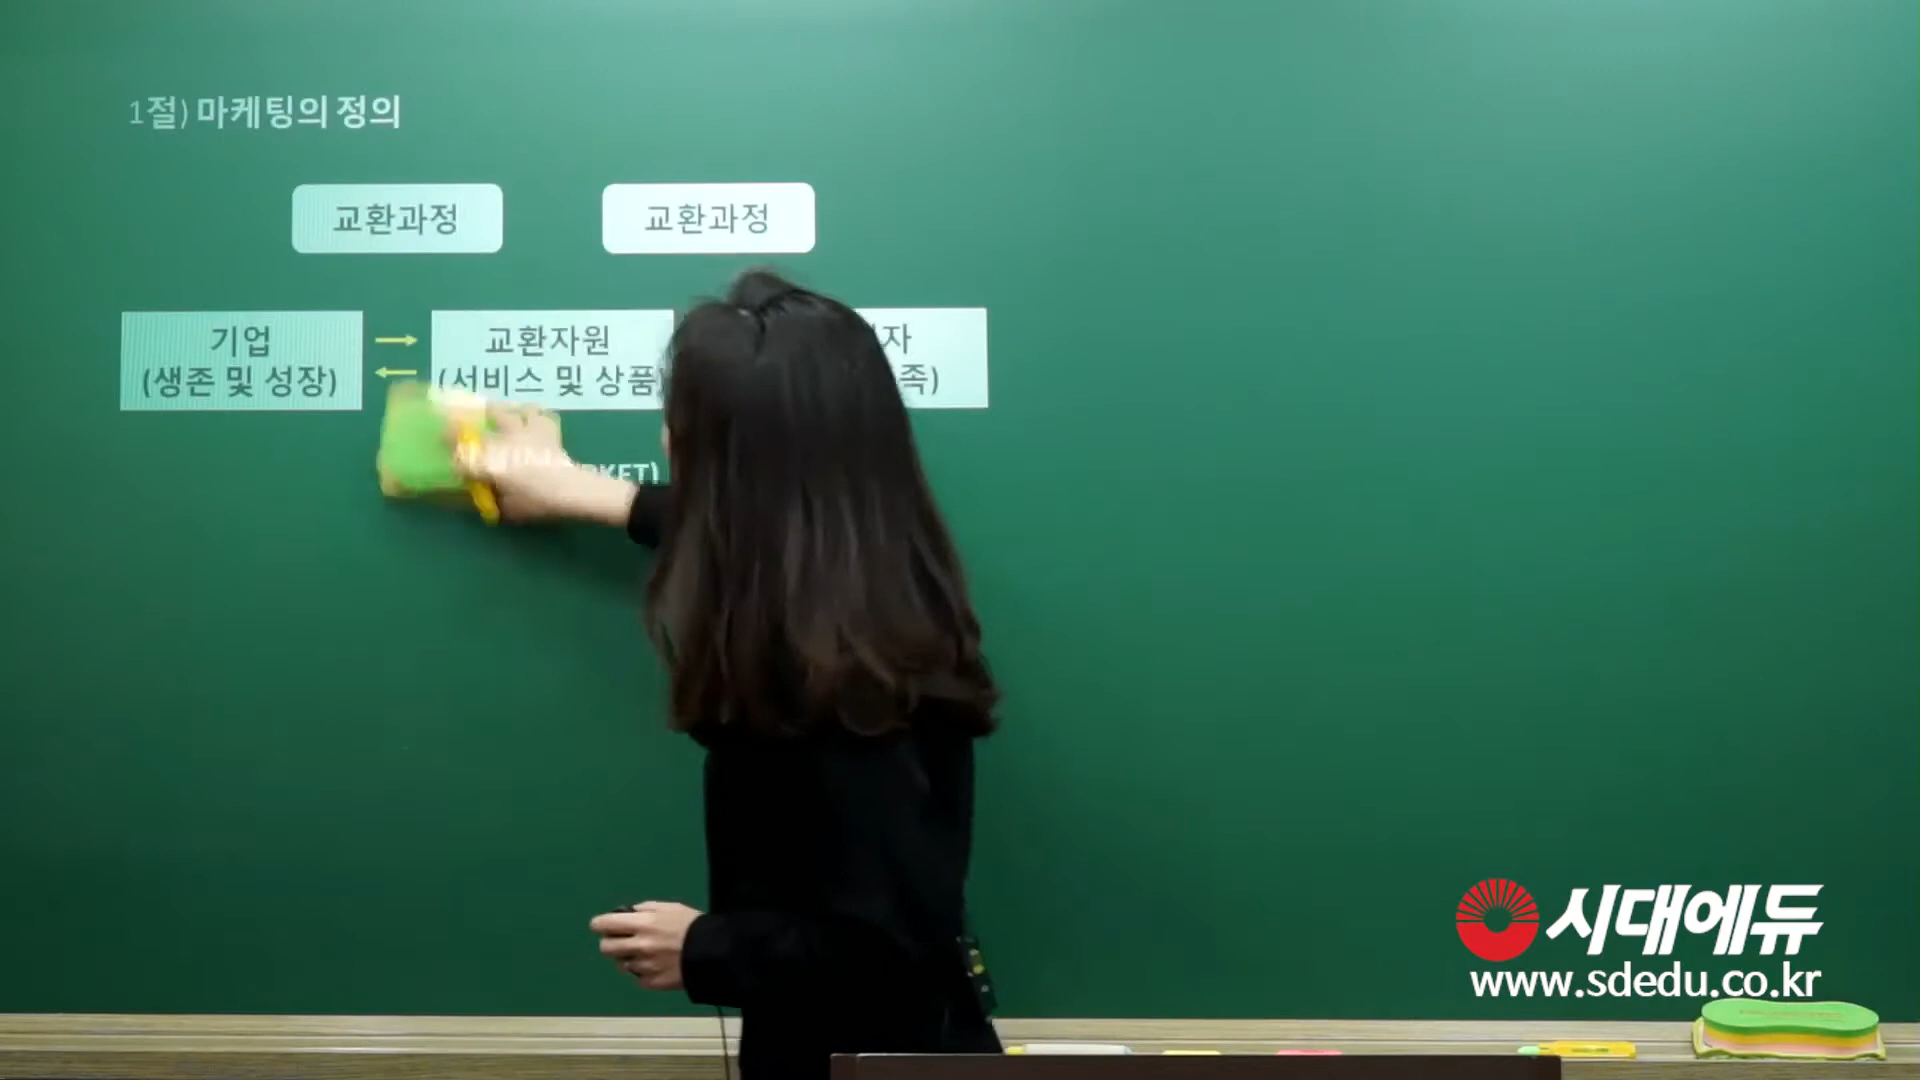 1절) 마케팅의 정의
교환과정
교환과정
기업
(생존 및 성장)
교환자원
(서비스 및 상품)
시대에듀
www.sdedu.co.kr